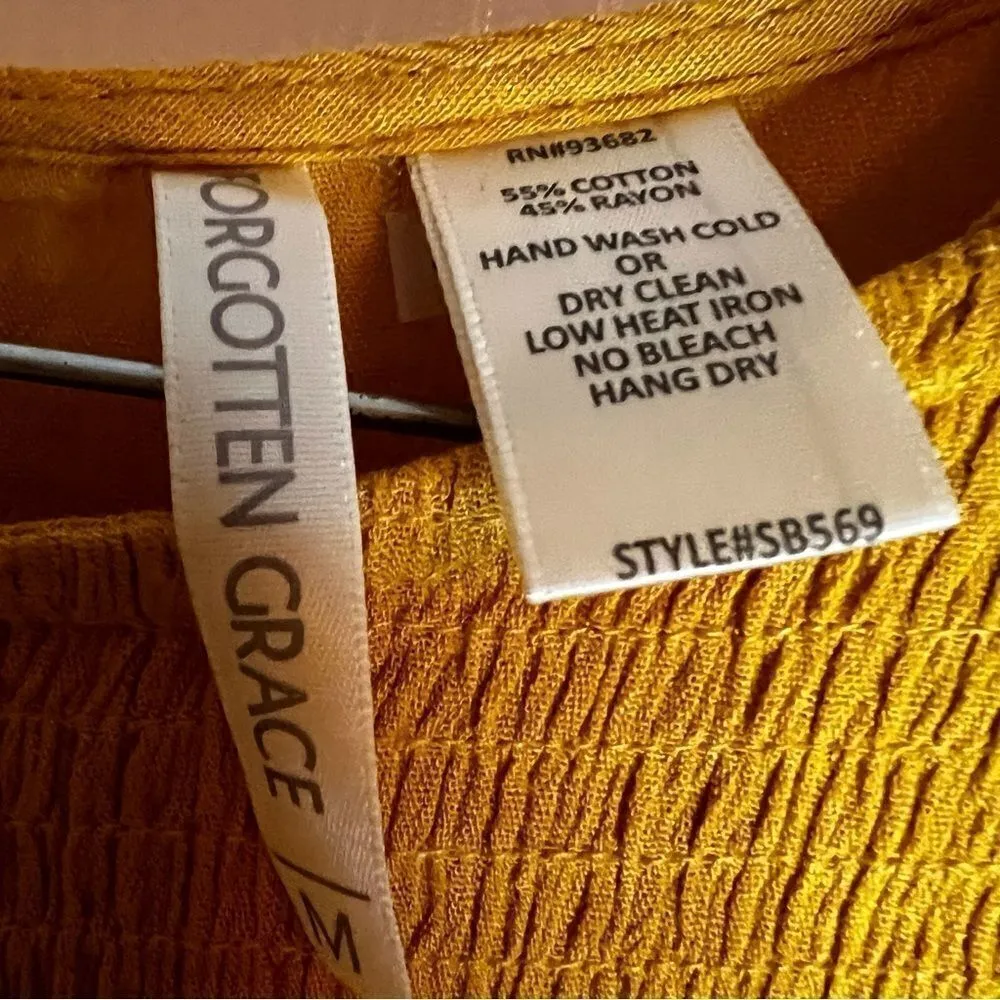 ORGOTTEN GRACE / M
RN#93682
55% COTTON
45% RAYON
HAND WASH COLD
OR
DRY CLEAN
LOW HEAT IRON
NO BLEACH
HANG DRY
STYLE#SB569